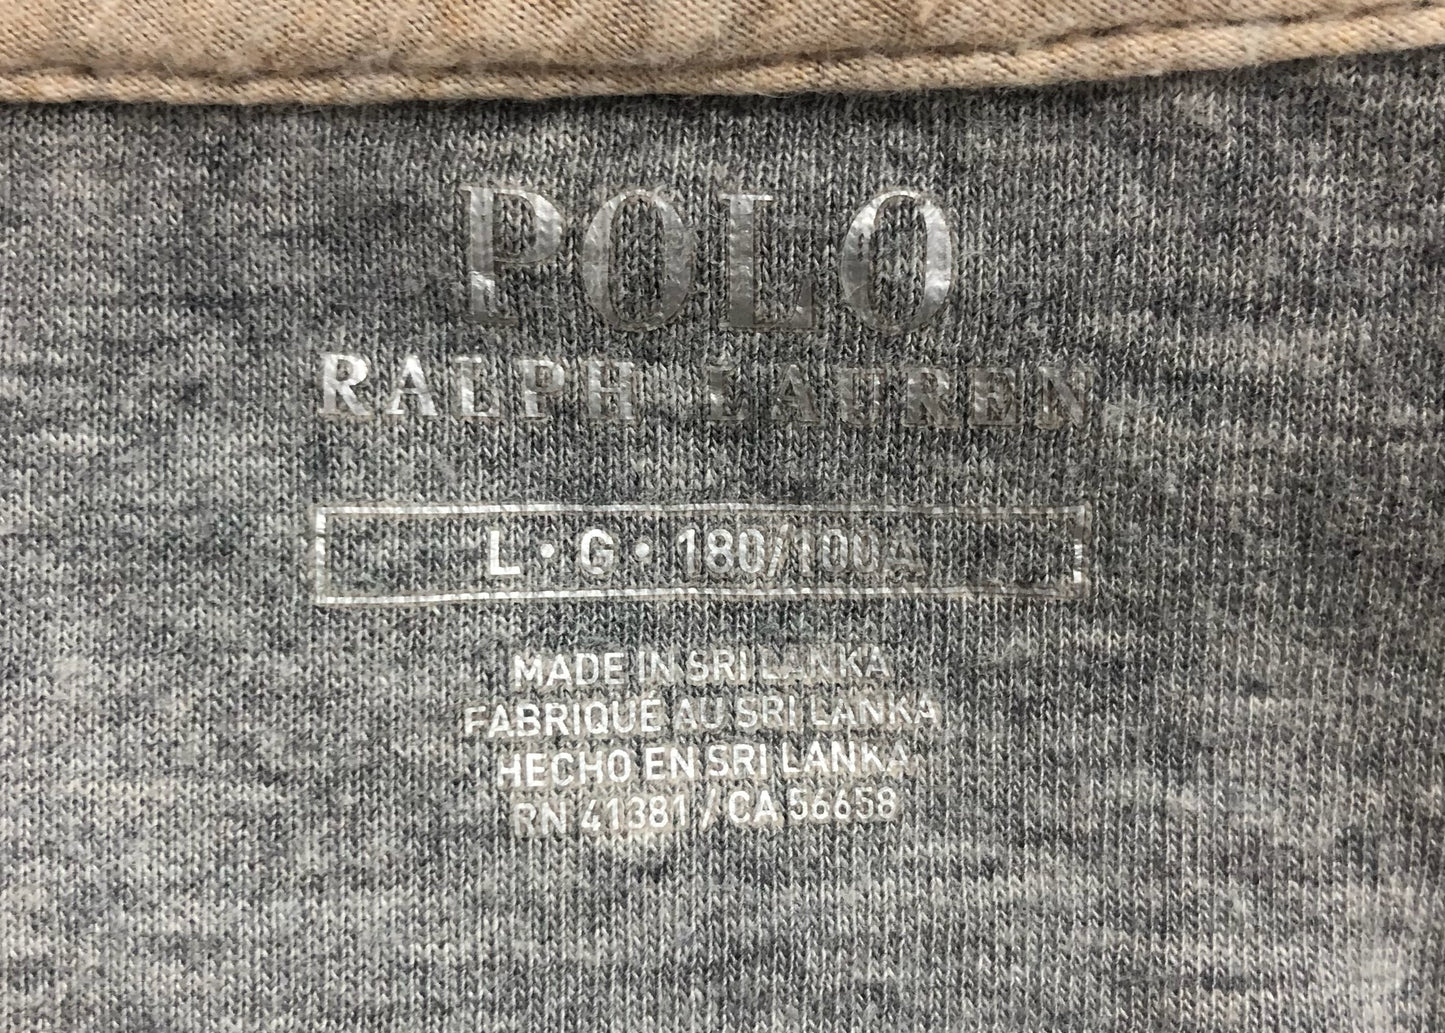 POLO
RALPH LAUREN
L • G • 180/100A
MADE IN SRI LANKA
FABRIQUÉ AU SRI LANKA
HECHO EN SRI LANKA
RN 41381 / CA 56658